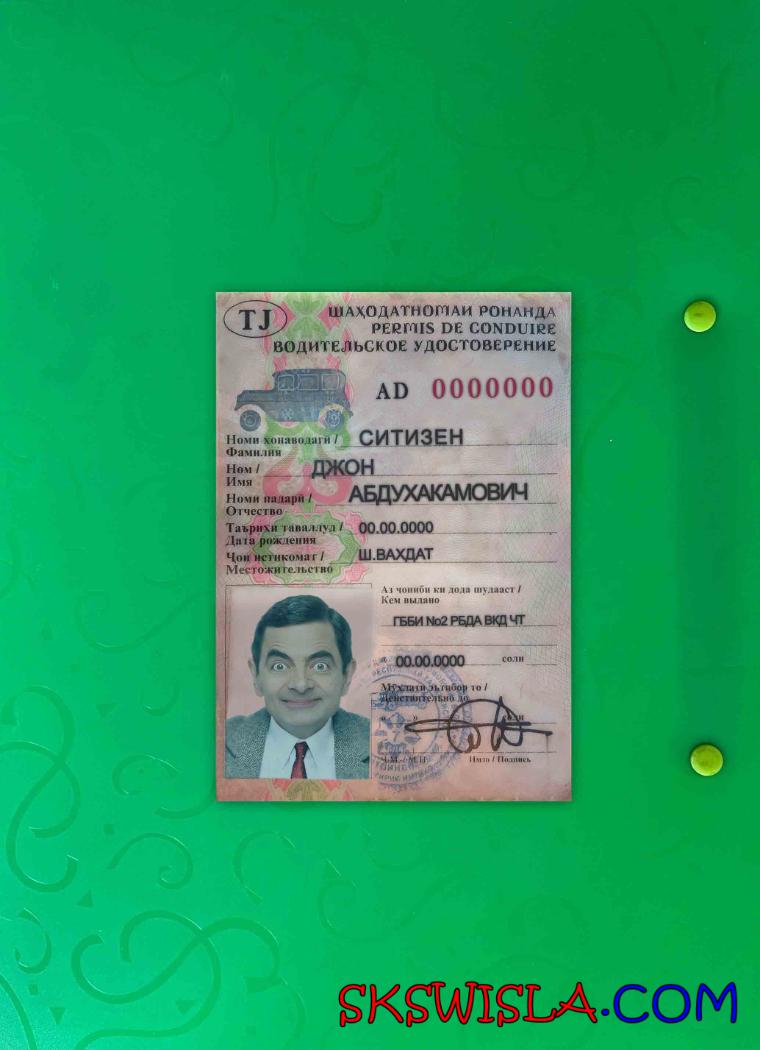 TJ
ШАҲОДАТНОМАИ РОНАНДА
PERMIS DE CONDUIRE
ВОДИТЕЛЬСКОЕ УДОСТОВЕРЕНИЕ
AD 0000000
Номи хонаводагӣ / СИТИЗЕН
Фамилия
Ном / ДЖОН
Имя
Номи падарӣ / АБДУХАКАМОВИЧ
Отчество
Таърихи таваллуд / 00.00.0000
Дата рождения
Ҷои истиқомат / Ш.ВАХДАТ
Местожительство
Аз ҷониби ки дода шудааст /
Кем выдано
ГББИ №2 РБДА ВКД ЧТ
00.00.0000 соли
Мӯҳлати эътибор то /
Действительно до
соли
Имзо / Подпись
SKSWISLA.COM